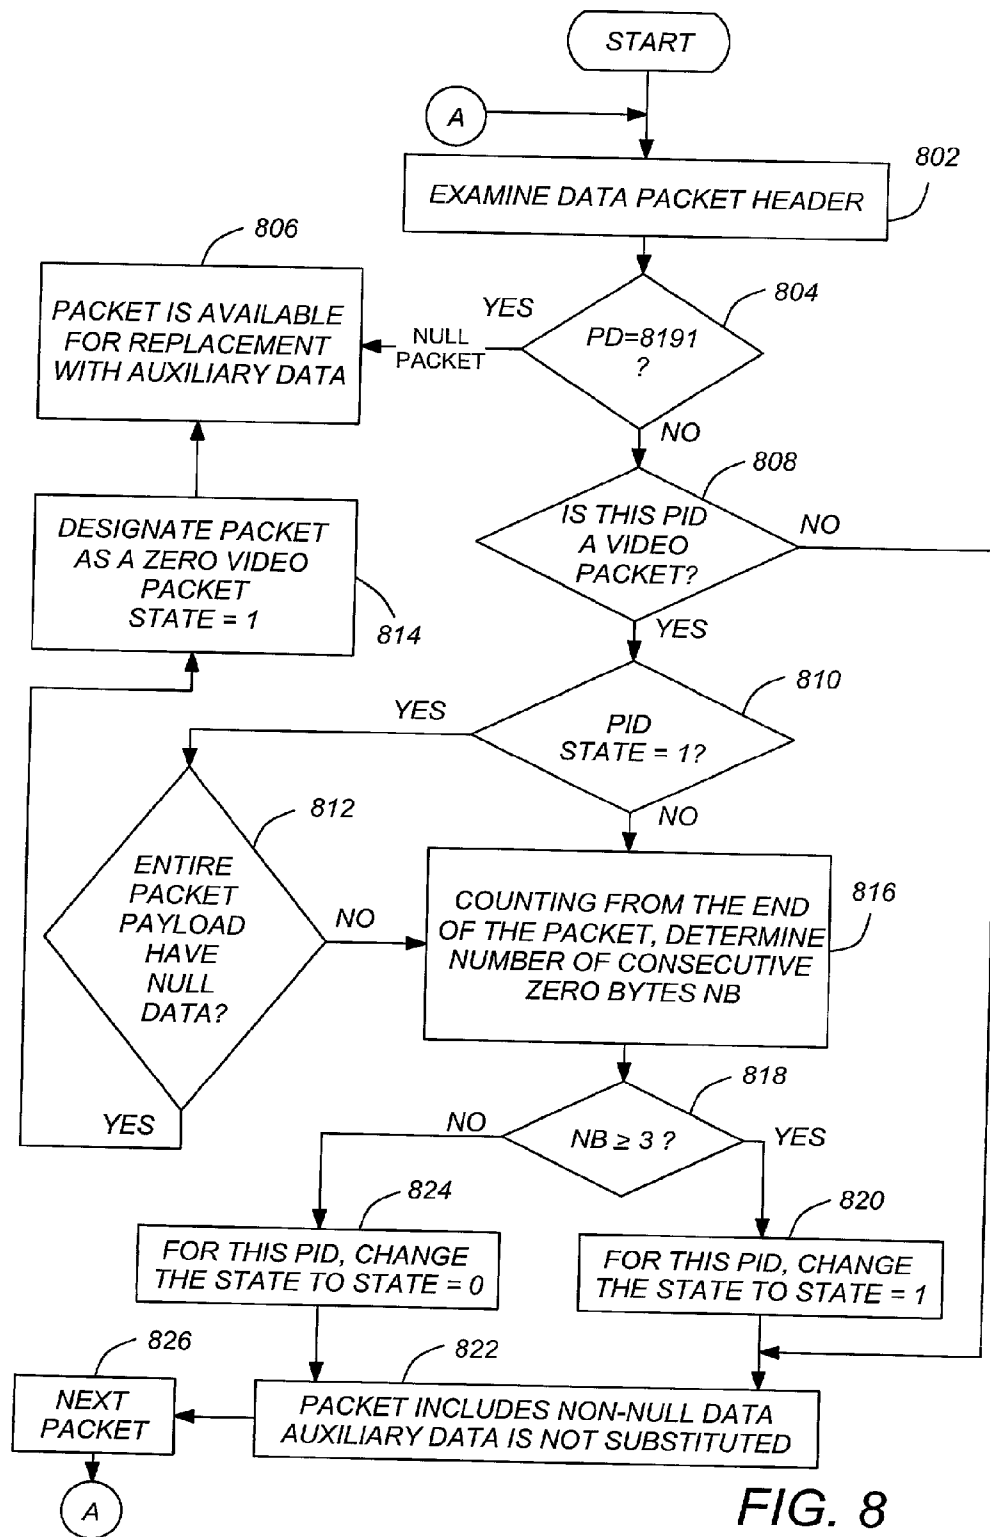 START
A
802
EXAMINE DATA PACKET HEADER
806
PACKET IS AVAILABLE
FOR REPLACEMENT
WITH AUXILIARY DATA
YES
NULL
PACKET
804
PD=8191
?
NO
808
IS THIS PID
A VIDEO
PACKET?
NO
YES
DESIGNATE PACKET
AS A ZERO VIDEO
PACKET
STATE = 1
814
810
PID
STATE = 1?
YES
NO
812
ENTIRE
PACKET
PAYLOAD
HAVE
NULL
DATA?
NO
YES
816
COUNTING FROM THE END
OF THE PACKET, DETERMINE
NUMBER OF CONSECUTIVE
ZERO BYTES NB
818
NB ≥ 3 ?
NO
YES
824
FOR THIS PID, CHANGE
THE STATE TO STATE = 0
820
FOR THIS PID, CHANGE
THE STATE TO STATE = 1
822
PACKET INCLUDES NON-NULL DATA
AUXILIARY DATA IS NOT SUBSTITUTED
826
NEXT
PACKET
A
FIG. 8